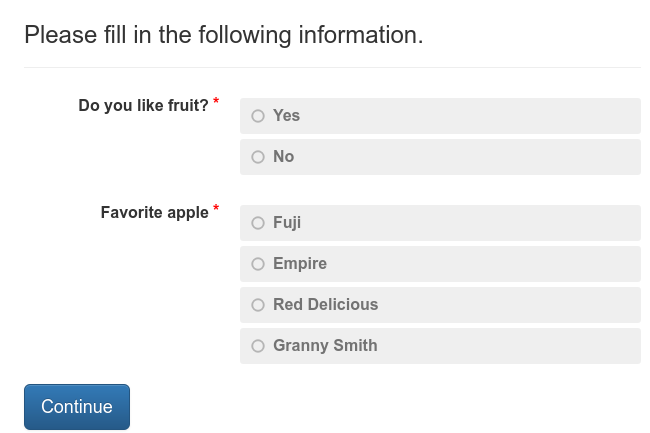 Please fill in the following information.
Do you like fruit? *
Yes
No
Favorite apple *
Fuji
Empire
Red Delicious
Granny Smith
Continue